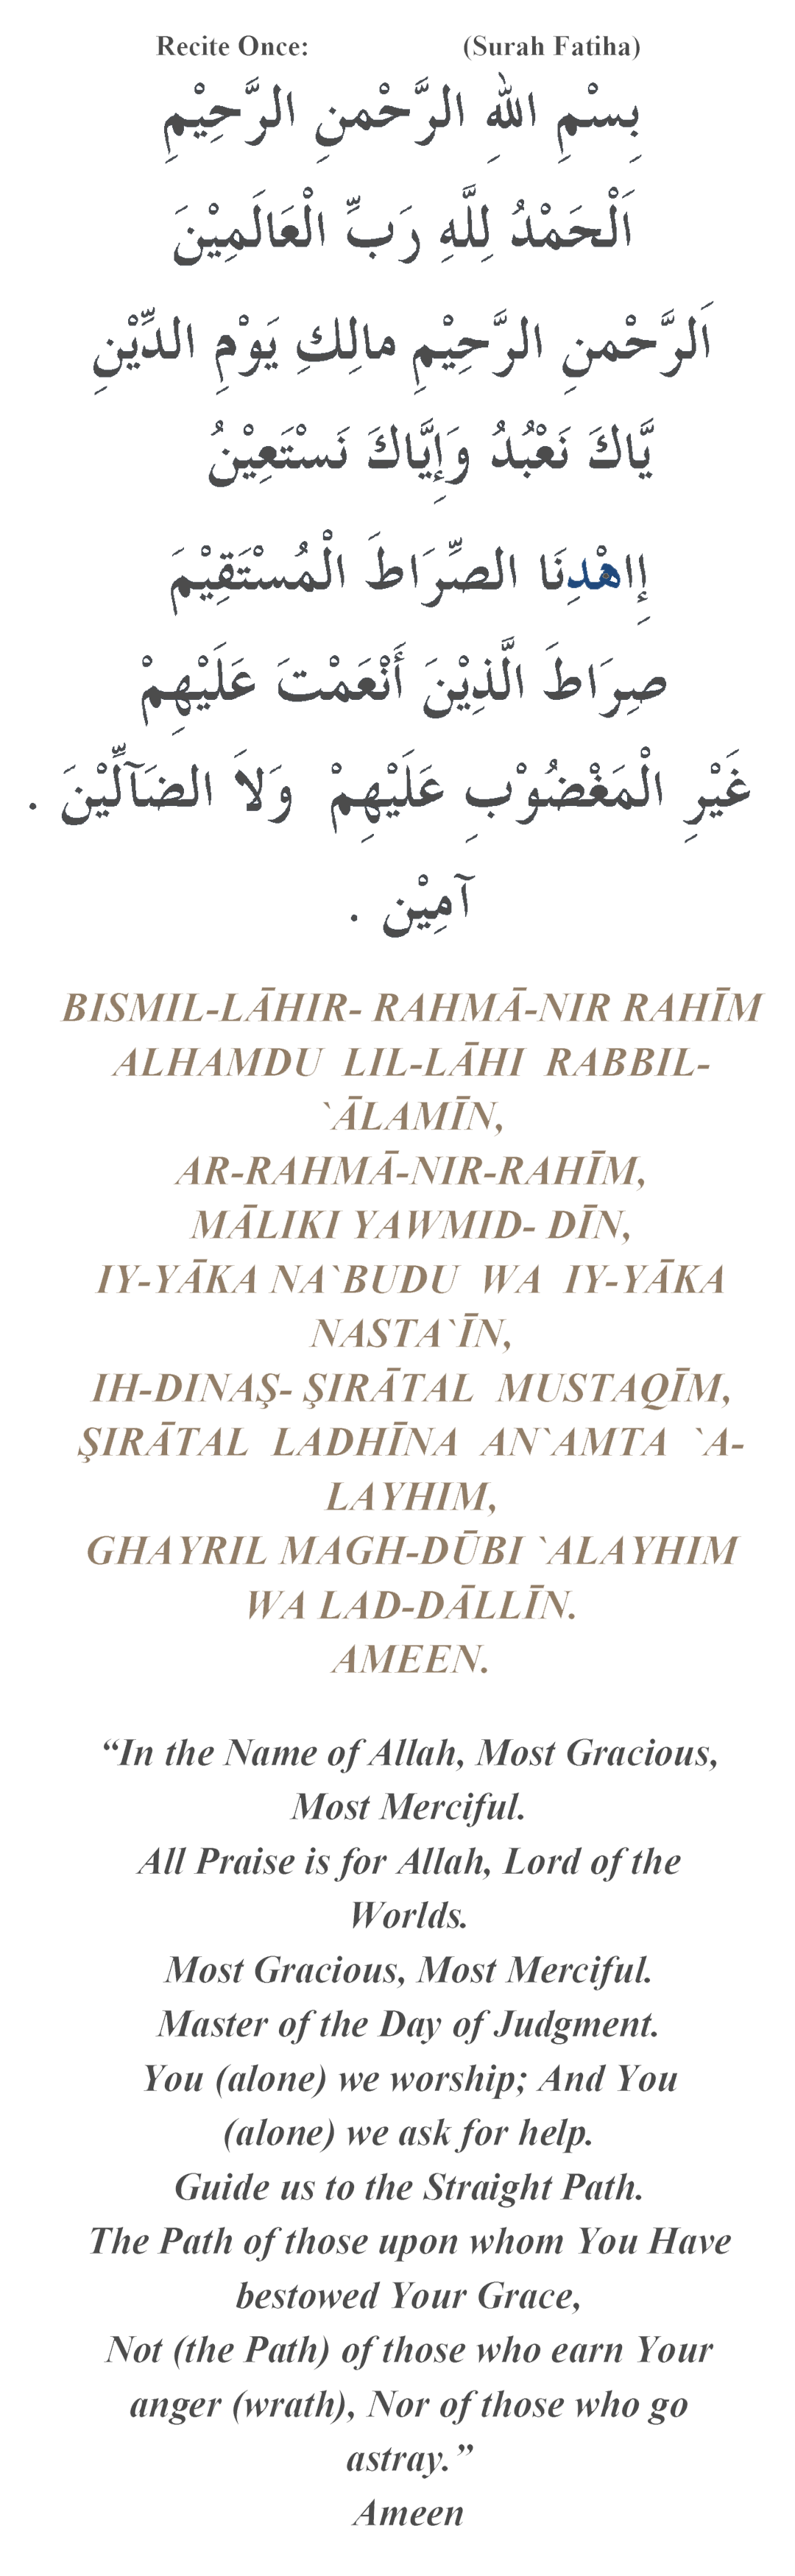 Recite Once: (Surah Fatiha)
بِسْمِ اللهِ الرَّحْمنِ الرَّحِيْمِ
اَلْحَمْدُ لِلَّهِ رَبِّ الْعَالَمِيْنَ
اَلرَّحْمنِ الرَّحِيْمِ مالِكِ يَوْمِ الدِّيْنِ
يَّاكَ نَعْبُدُ وَإِيَّاكَ نَسْتَعِيْنُ
إِاهْدِنَا الصِّرَاطَ الْمُسْتَقِيْمَ
صِرَاطَ الَّذِيْنَ أَنْعَمْتَ عَلَيْهِمْ
غَيْرِ الْمَغْضُوْبِ عَلَيْهِمْ وَلاَ الضَآلِّيْنَ .
آمِيْن .
BISMIL-LĀHIR- RAHMĀ-NIR RAHĪM
ALHAMDU LIL-LĀHI RABBIL-
`ĀLAMĪN,
AR-RAHMĀ-NIR-RAHĪM,
MĀLIKI YAWMID- DĪN,
IY-YĀKA NA`BUDU WA IY-YĀKA
NASTA`ĪN,
IH-DINAŞ- ŞIRĀTAL MUSTAQĪM,
ŞIRĀTAL LADHĪNA AN`AMTA `A-
LAYHIM,
GHAYRIL MAGH-DŪBI `ALAYHIM
WA LAD-DĀLLĪN.
AMEEN.
“In the Name of Allah, Most Gracious,
Most Merciful.
All Praise is for Allah, Lord of the
Worlds.
Most Gracious, Most Merciful.
Master of the Day of Judgment.
You (alone) we worship; And You
(alone) we ask for help.
Guide us to the Straight Path.
The Path of those upon whom You Have
bestowed Your Grace,
Not (the Path) of those who earn Your
anger (wrath), Nor of those who go
astray.”
Ameen